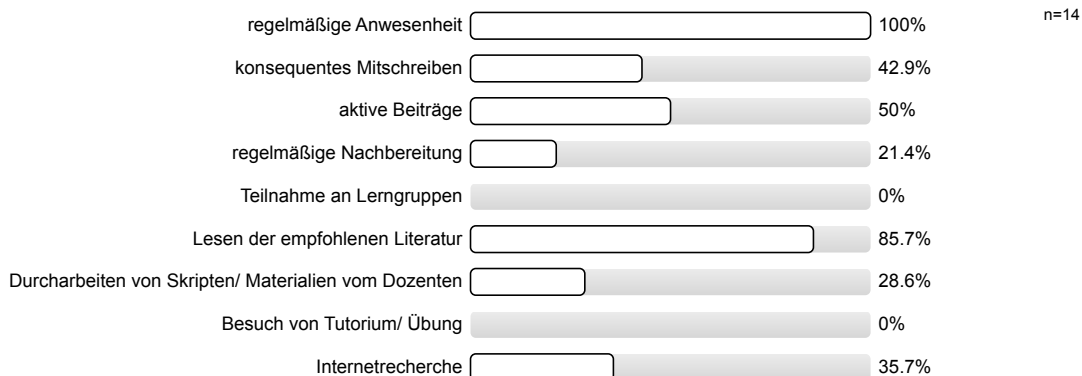 regelmäßige Anwesenheit 100% n=14
konsequentes Mitschreiben 42.9%
aktive Beiträge 50%
regelmäßige Nachbereitung 21.4%
Teilnahme an Lerngruppen 0%
Lesen der empfohlenen Literatur 85.7%
Durcharbeiten von Skripten/ Materialien vom Dozenten 28.6%
Besuch von Tutorium/ Übung 0%
Internetrecherche 35.7%